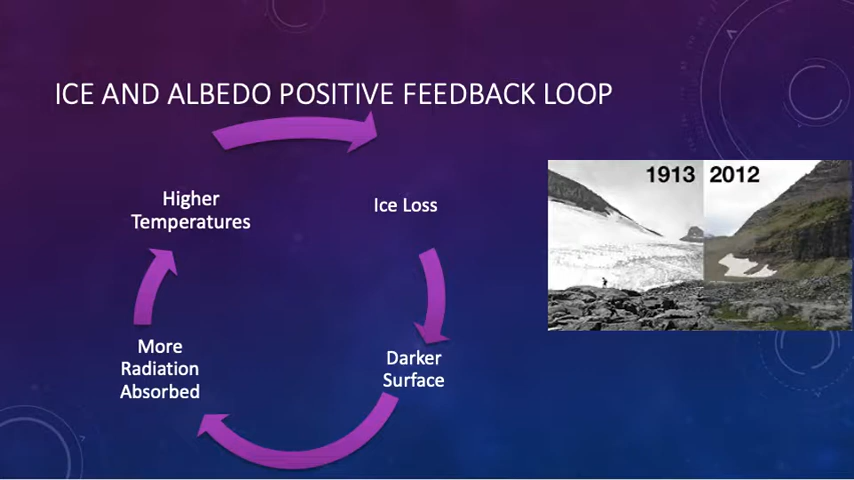 ICE AND ALBEDO POSITIVE FEEDBACK LOOP
Higher
Temperatures
Ice Loss
1913 2012
More
Radiation
Absorbed
Darker
Surface